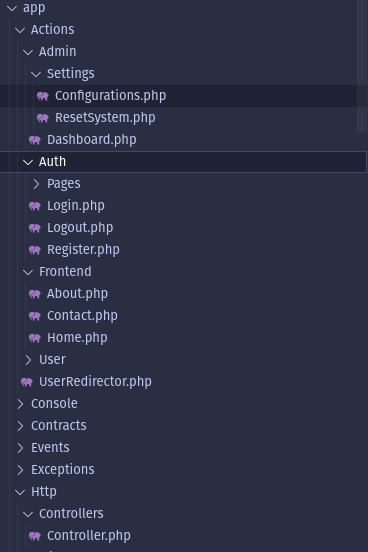 app
Actions
Admin
Settings
Configurations.php
ResetSystem.php
Dashboard.php
Auth
Pages
Login.php
Logout.php
Register.php
Frontend
About.php
Contact.php
Home.php
User
UserRedirector.php
Console
Contracts
Events
Exceptions
Http
Controllers
Controller.php